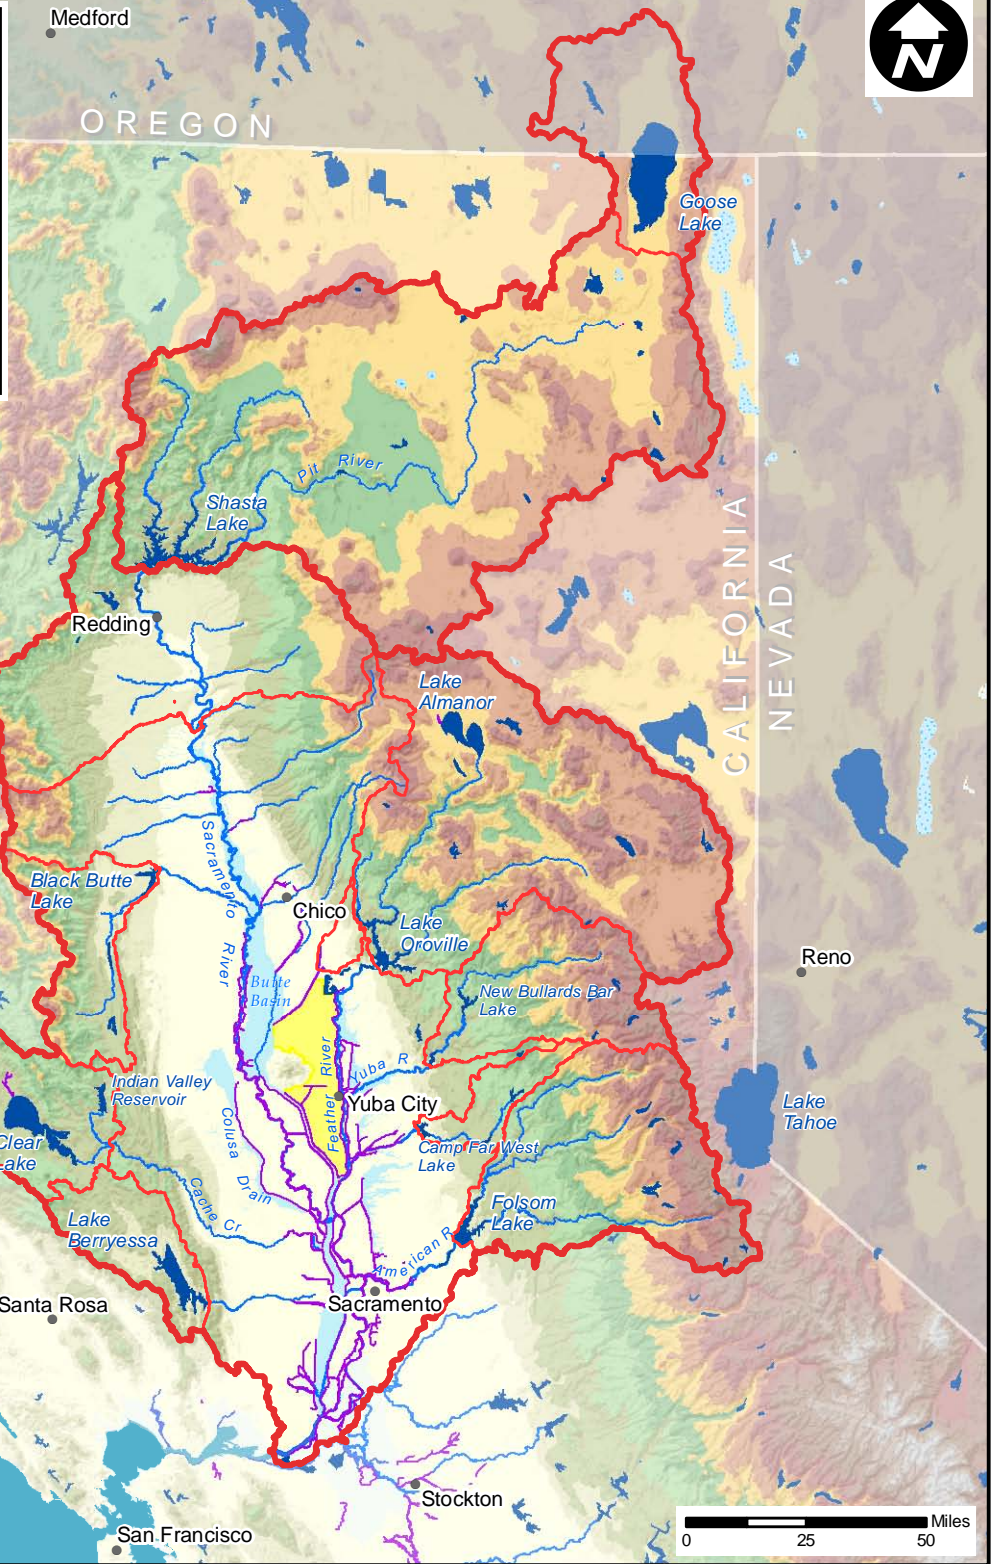 Medford
N
OREGON
Goose
Lake
Pit River
Shasta
Lake
CALIFORNIA
NEVADA
Redding
Lake
Almanor
Sacramento River
Black Butte
Lake
Chico
Lake
Oroville
Reno
Butte
Basin
New Bullards Bar
Lake
Feather River
Yuba R
Indian Valley
Reservoir
Yuba City
Lake
Tahoe
Colusa Drain
Clear
Lake
Camp Far West
Lake
Cache Cr
Folsom
Lake
Lake
Berryessa
American R
Santa Rosa
Sacramento
Stockton
San Francisco
Miles
0 25 50